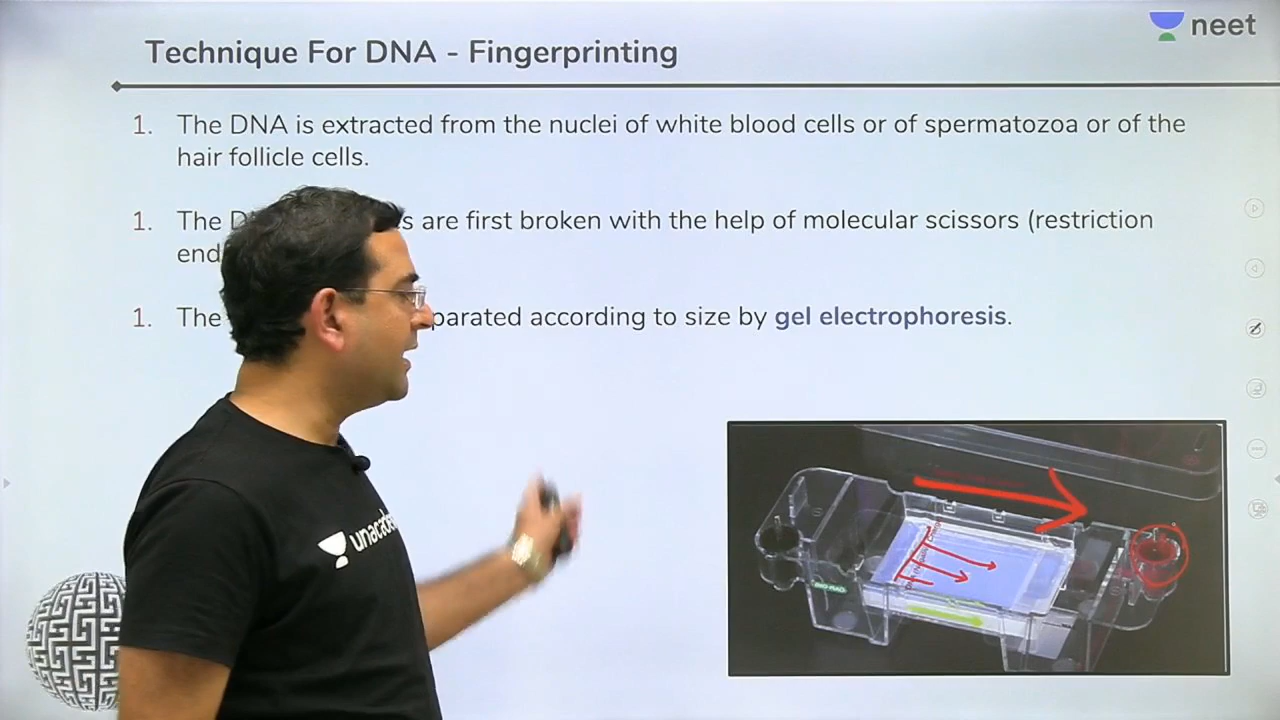 neet
Technique For DNA - Fingerprinting
1. The DNA is extracted from the nuclei of white blood cells or of spermatozoa or of the
hair follicle cells.
1. The are first broken with the help of molecular scissors (restriction
1. The according to size by gel electrophoresis.
BIO-RAD